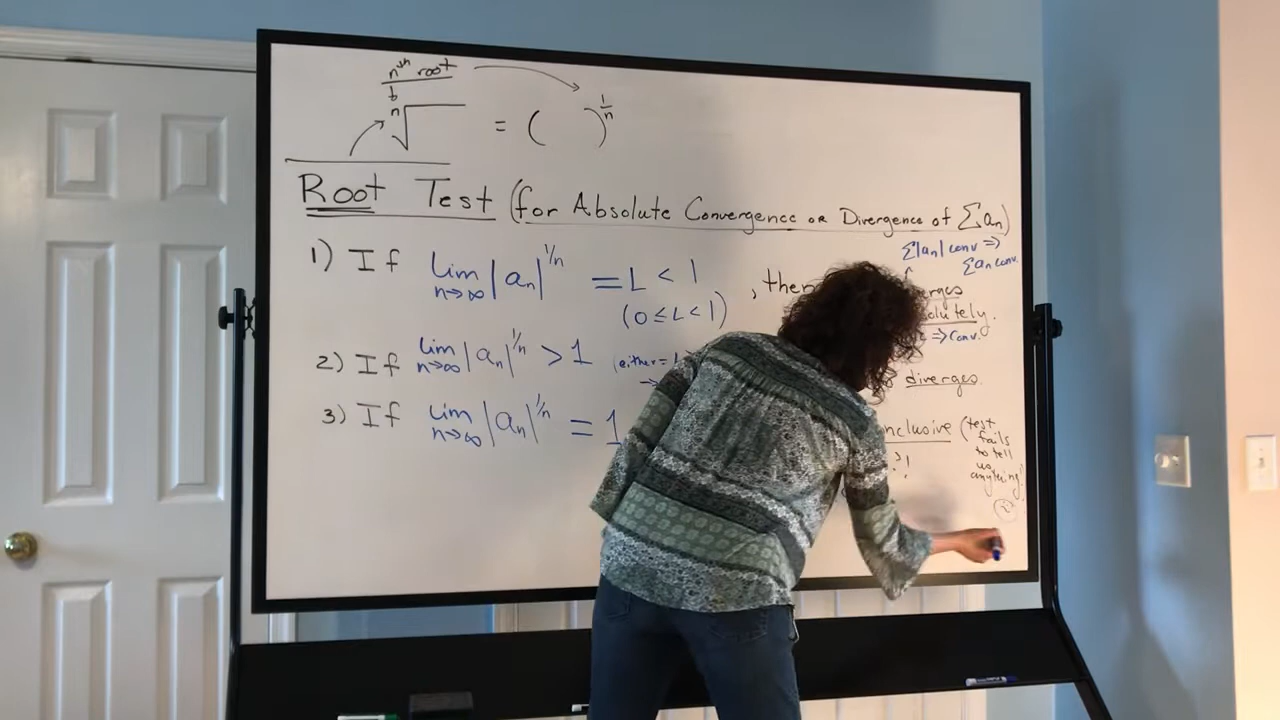 nth root
n√ = ( )^1/n
Root Test (for Absolute Convergence or Divergence of Σan)
Σ|an| conv ⇒
Σan conv.
1) If lim n→∞ |an|^1/n = L < 1 , then
(0 ≤ L < 1)
⇒ conv.
2) If lim n→∞ |an|^1/n > 1 (either =
→
diverges.
3) If lim n→∞ |an|^1/n = 1
(test
fails
to tell
us
anything!
?!